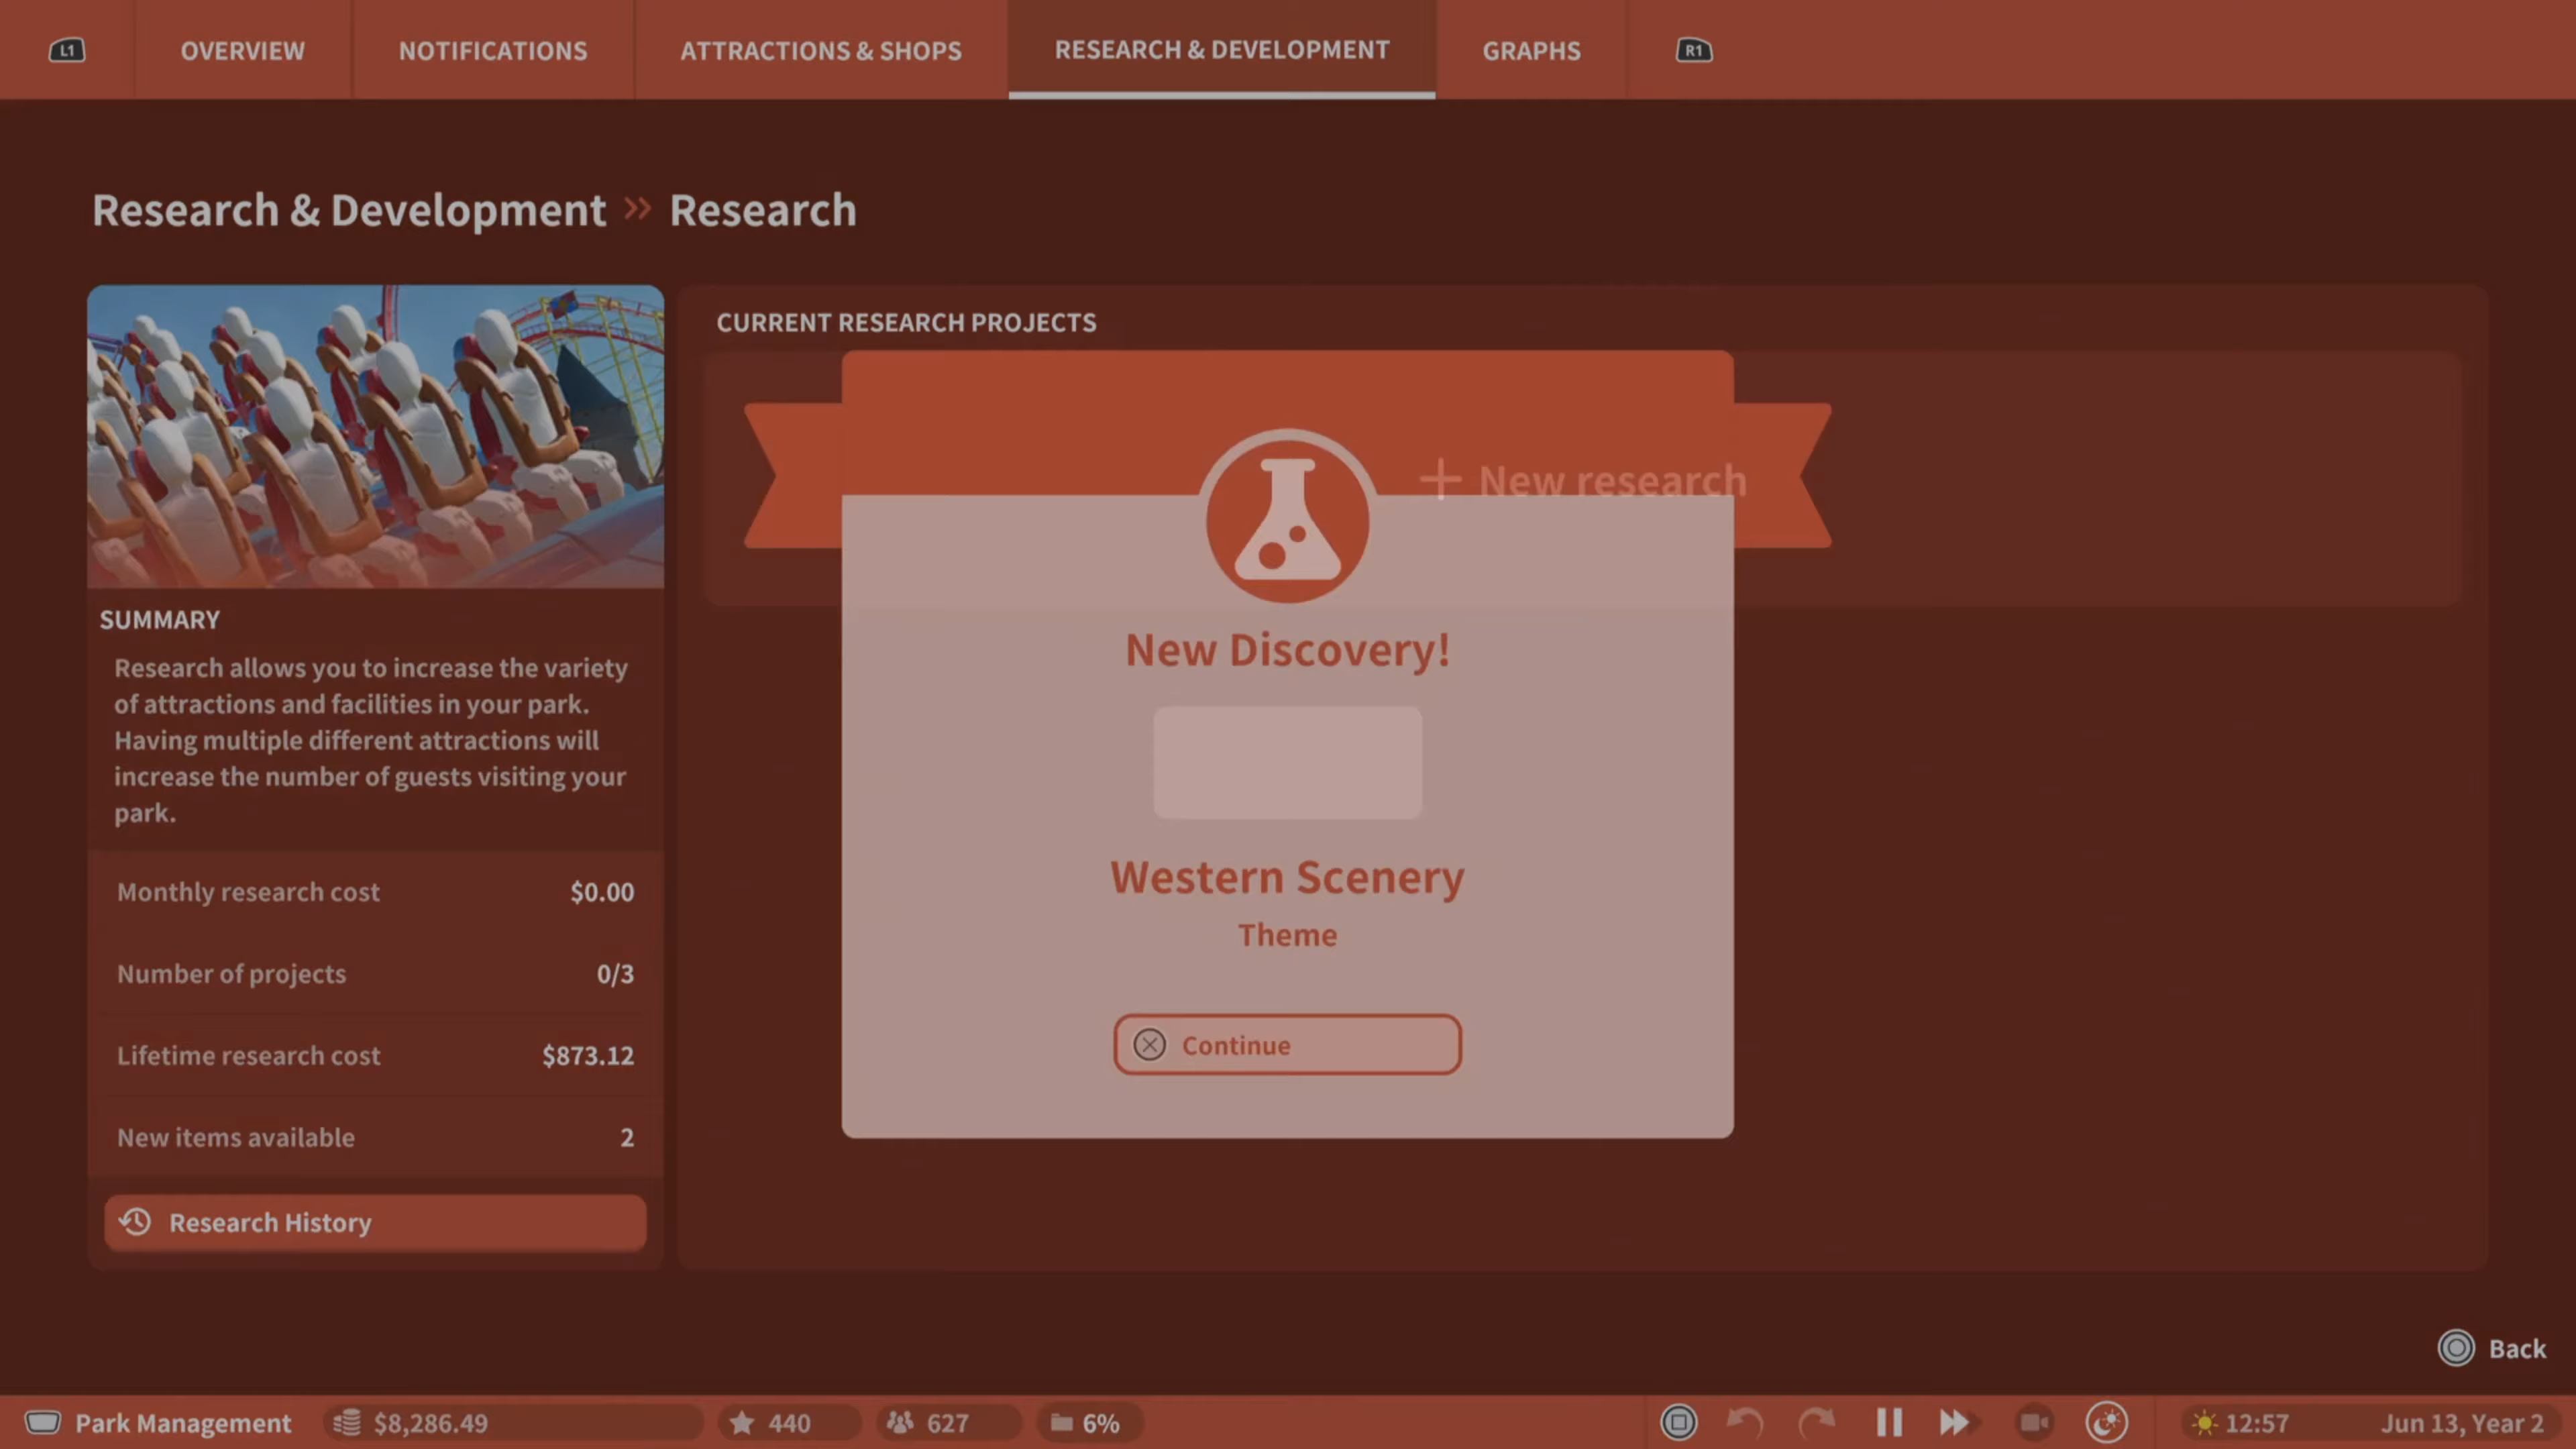 L1
OVERVIEW
NOTIFICATIONS
ATTRACTIONS & SHOPS
RESEARCH & DEVELOPMENT
GRAPHS
R1
Research & Development » Research
CURRENT RESEARCH PROJECTS
+ New research
New Discovery!
Western Scenery
Theme
Continue
SUMMARY
Research allows you to increase the variety
of attractions and facilities in your park.
Having multiple different attractions will
increase the number of guests visiting your
park.
Monthly research cost $0.00
Number of projects 0/3
Lifetime research cost $873.12
New items available 2
Research History
Back
Park Management
$8,286.49
440
627
6%
12:57
Jun 13, Year 2